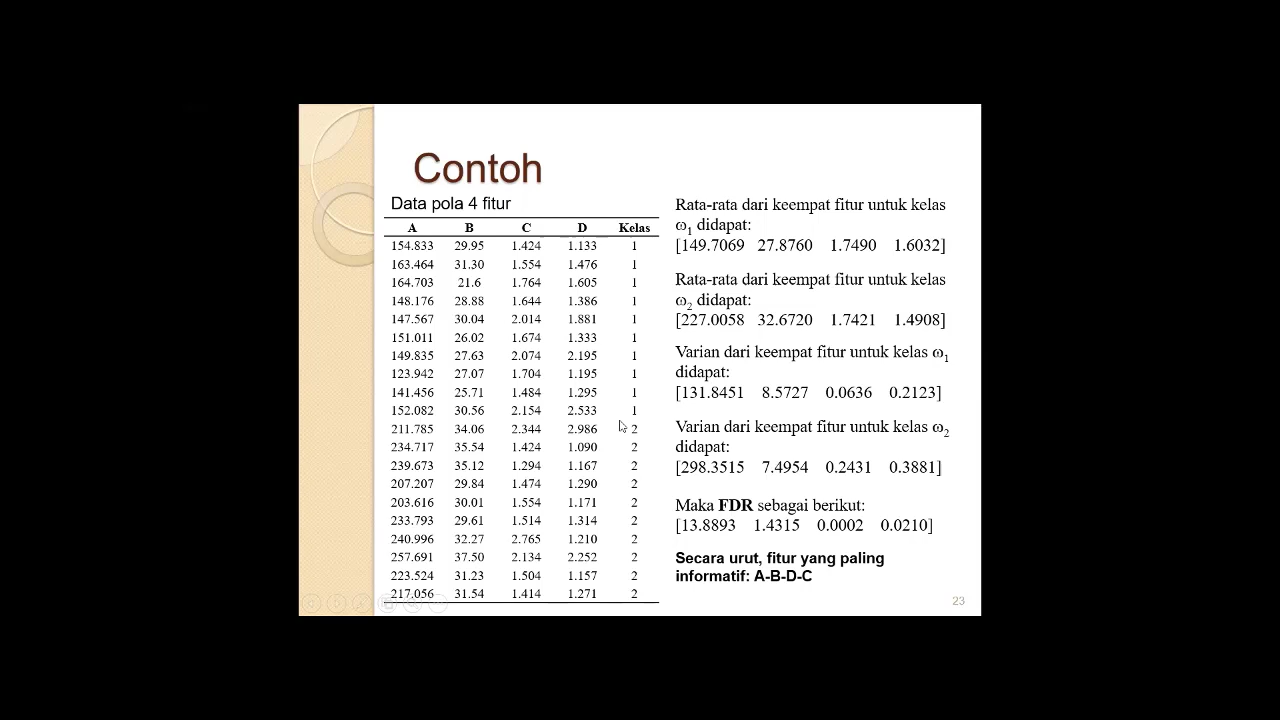 Contoh
Data pola 4 fitur
A B C D Kelas
154.833 29.95 1.424 1.133 1
163.464 31.30 1.554 1.476 1
164.703 21.6 1.764 1.605 1
148.176 28.88 1.644 1.386 1
147.567 30.04 2.014 1.881 1
151.011 26.02 1.674 1.333 1
149.835 27.63 2.074 2.195 1
123.942 27.07 1.704 1.195 1
141.456 25.71 1.484 1.295 1
152.082 30.56 2.154 2.533 1
211.785 34.06 2.344 2.986 2
234.717 35.54 1.424 1.090 2
239.673 35.12 1.294 1.167 2
207.207 29.84 1.474 1.290 2
203.616 30.01 1.554 1.171 2
233.793 29.61 1.514 1.314 2
240.996 32.27 2.765 1.210 2
257.691 37.50 2.134 2.252 2
223.524 31.23 1.504 1.157 2
217.056 31.54 1.414 1.271 2
Rata-rata dari keempat fitur untuk kelas
ω₁ didapat:
[149.7069 27.8760 1.7490 1.6032]
Rata-rata dari keempat fitur untuk kelas
ω₂ didapat:
[227.0058 32.6720 1.7421 1.4908]
Varian dari keempat fitur untuk kelas ω₁
didapat:
[131.8451 8.5727 0.0636 0.2123]
Varian dari keempat fitur untuk kelas ω₂
didapat:
[298.3515 7.4954 0.2431 0.3881]
Maka FDR sebagai berikut:
[13.8893 1.4315 0.0002 0.0210]
Secara urut, fitur yang paling
informatif: A-B-D-C
23